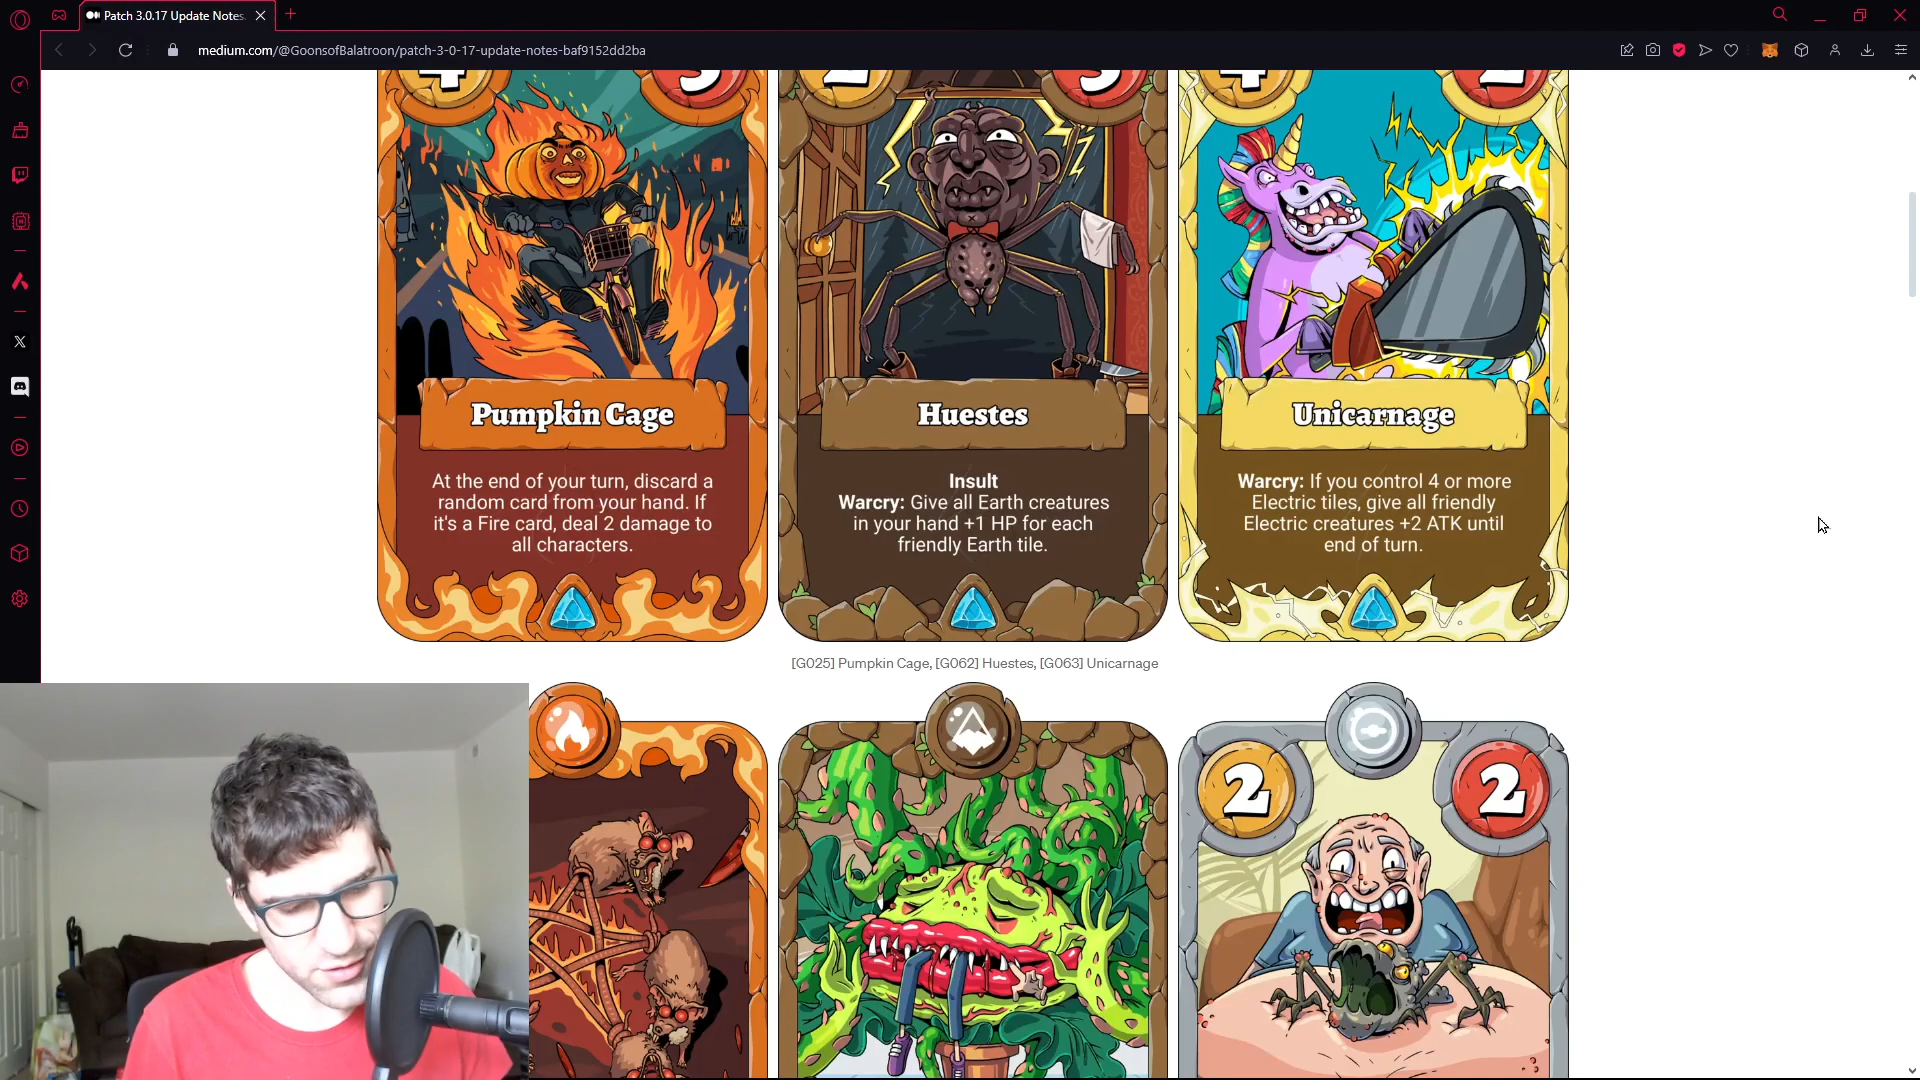 Patch 3.0.17 Update Notes
medium.com/@GoonsofBalatroon/patch-3-0-17-update-notes-baf9152dd2ba
Pumpkin Cage
At the end of your turn, discard a
random card from your hand. If
it's a Fire card, deal 2 damage to
all characters.
Huestes
Insult
Warcry: Give all Earth creatures
in your hand +1 HP for each
friendly Earth tile.
Unicarnage
Warcry: If you control 4 or more
Electric tiles, give all friendly
Electric creatures +2 ATK until
end of turn.
[G025] Pumpkin Cage, [G062] Huestes, [G063] Unicarnage
2
2